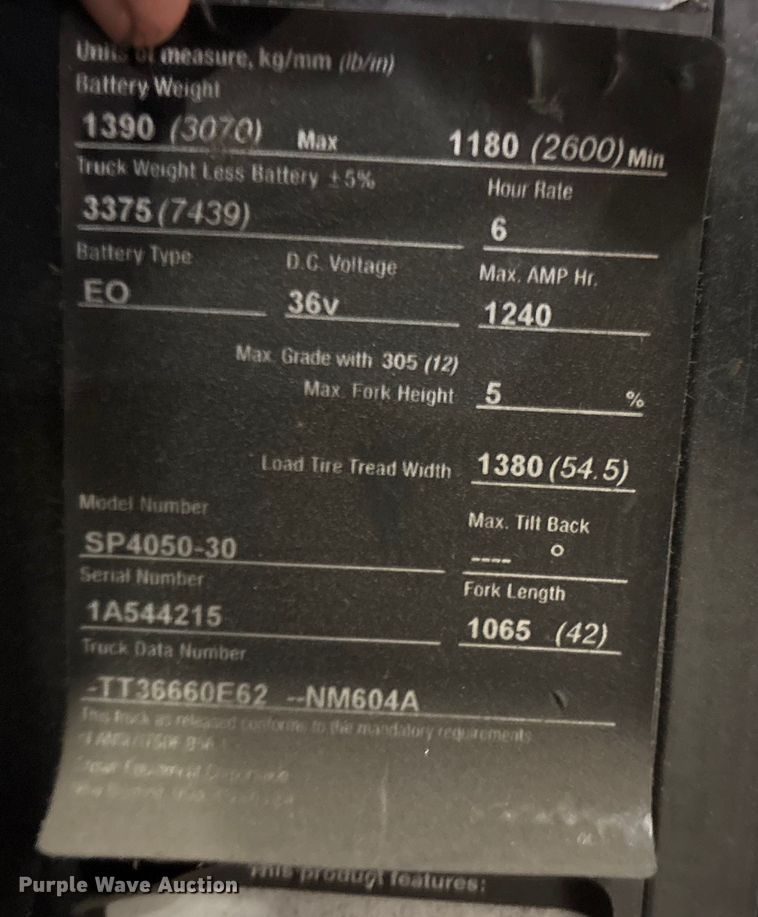 Units of measure, kg/mm (lb/in)
Battery Weight
1390 (3070) Max 1180 (2600) Min
Truck Weight Less Battery ±5% Hour Rate
3375 (7439) 6
Battery Type D.C. Voltage Max. AMP Hr.
EO 36v 1240
Max. Grade with 305 (12)
Max. Fork Height 5 %
Load Tire Tread Width 1380 (54.5)
Model Number Max. Tilt Back
SP4050-30 ---- °
Serial Number Fork Length
1A544215 1065 (42)
Truck Data Number
-TT36660E62 --NM604A
This truck as released conforms to the mandatory requirements
Purple Wave Auction
This product features: